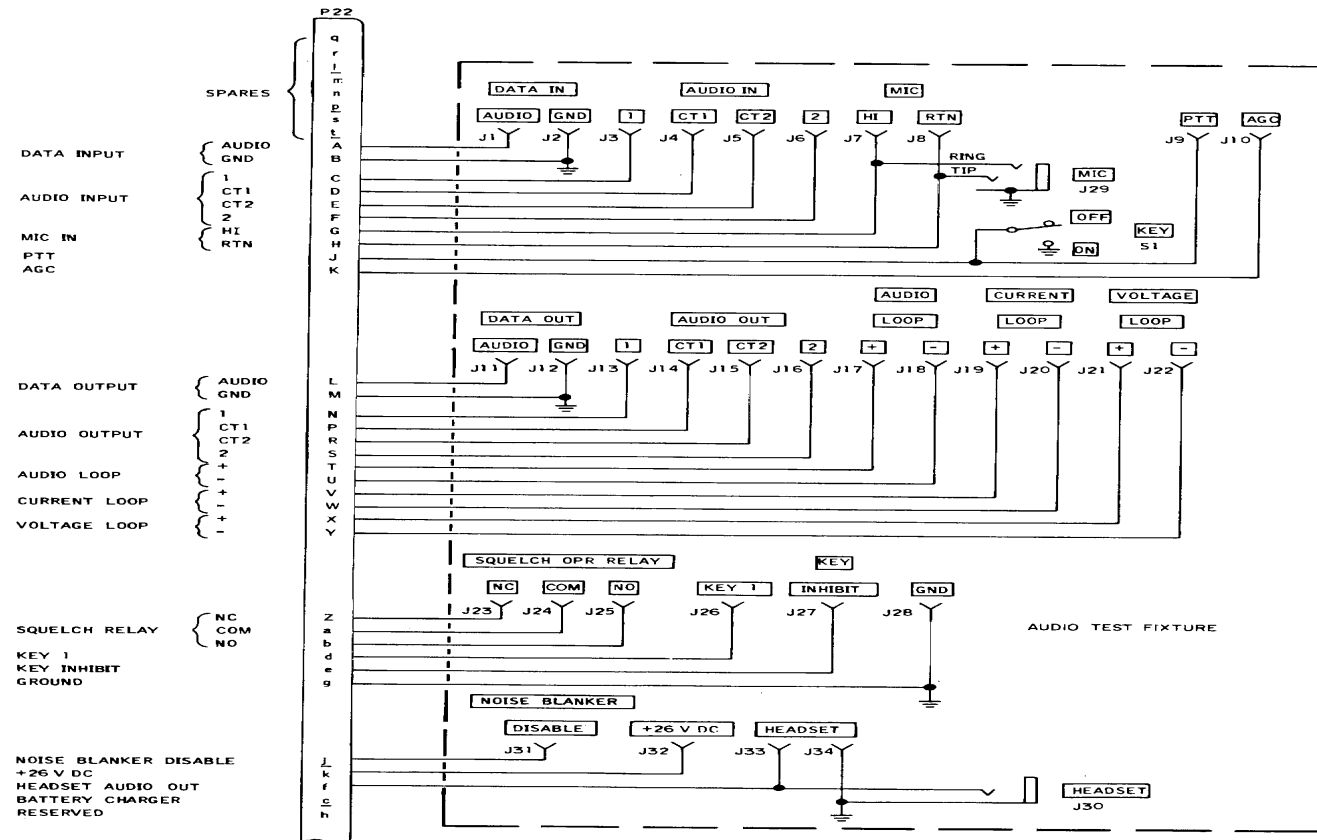 P22
q
r
i
m
n
p
s
t
SPARES
DATA IN AUDIO IN MIC
AUDIO GND 1 CT1 CT2 2 HI RTN PTT AGC
J1 J2 J3 J4 J5 J6 J7 J8 J9 J10
DATA INPUT AUDIO A
GND B
AUDIO INPUT 1 C
CT1 D
CT2 E
2 F
MIC IN HI G
RTN H
PTT J
AGC K
RING
TIP
MIC
J29
OFF
KEY
S1
ON
AUDIO CURRENT VOLTAGE
DATA OUT AUDIO OUT LOOP LOOP LOOP
AUDIO GND 1 CT1 CT2 2 + - + - + -
J11 J12 J13 J14 J15 J16 J17 J18 J19 J20 J21 J22
DATA OUTPUT AUDIO L
GND M
AUDIO OUTPUT 1 N
CT1 P
CT2 R
2 S
AUDIO LOOP + T
- U
CURRENT LOOP + V
- W
VOLTAGE LOOP + X
- Y
SQUELCH OPR RELAY KEY
NC COM NO KEY 1 INHIBIT GND
J23 J24 J25 J26 J27 J28
SQUELCH RELAY NC Z
COM a
NO b
KEY 1 d
KEY INHIBIT e
GROUND g
AUDIO TEST FIXTURE
NOISE BLANKER
DISABLE +26 V DC HEADSET
J31 J32 J33 J34
NOISE BLANKER DISABLE j
+26 V DC k
HEADSET AUDIO OUT f
BATTERY CHARGER c
RESERVED h
HEADSET
J30